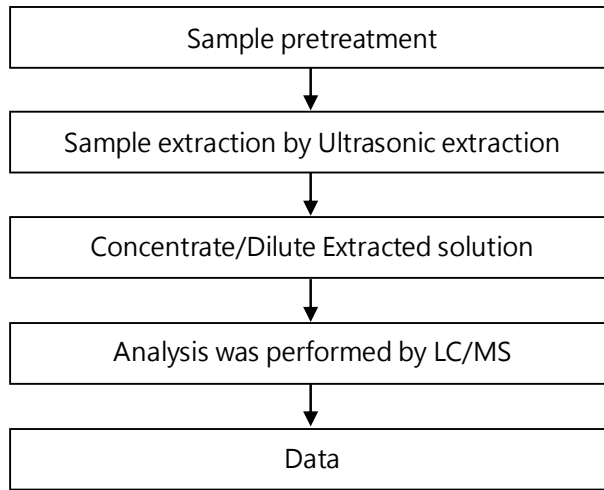 Sample pretreatment
Sample extraction by Ultrasonic extraction
Concentrate/Dilute Extracted solution
Analysis was performed by LC/MS
Data